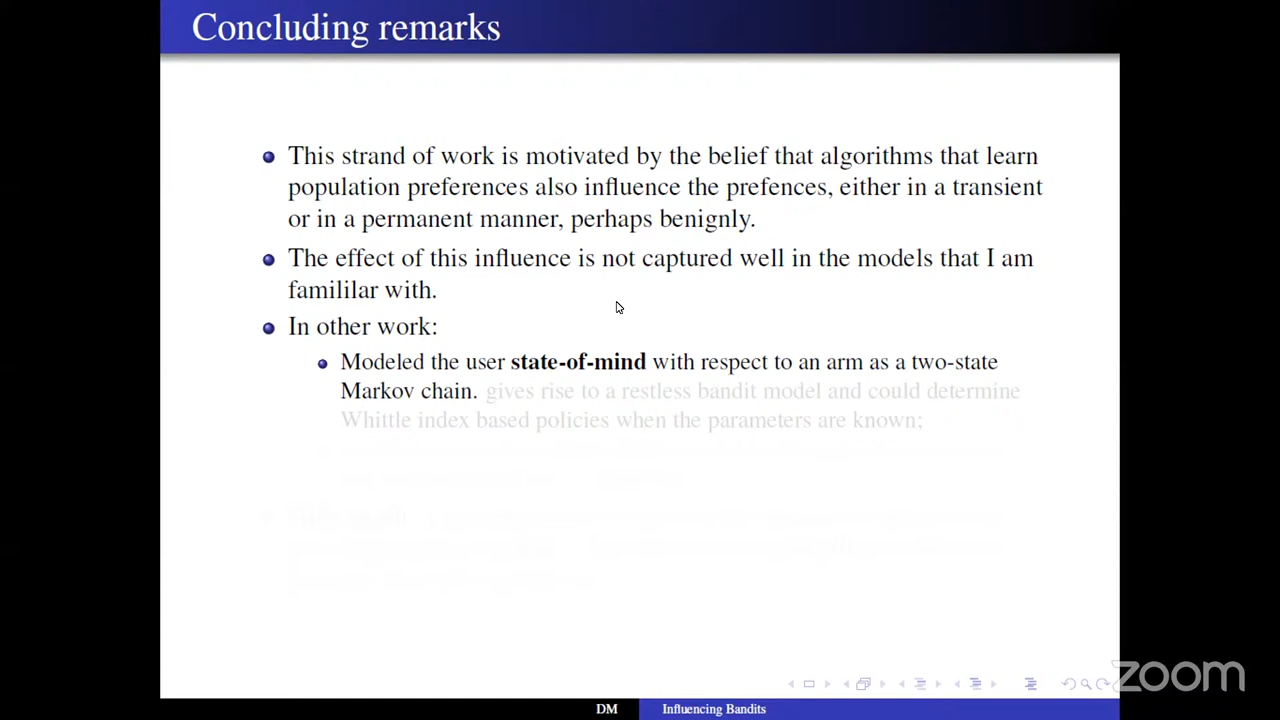 Concluding remarks
This strand of work is motivated by the belief that algorithms that learn
population preferences also influence the prefences, either in a transient
or in a permanent manner, perhaps benignly.
The effect of this influence is not captured well in the models that I am
famililar with.
In other work:
Modeled the user state-of-mind with respect to an arm as a two-state
Markov chain. gives rise to a restless bandit model and could determine
Whittle index based policies when the parameters are known;
zoom
DM Influencing Bandits